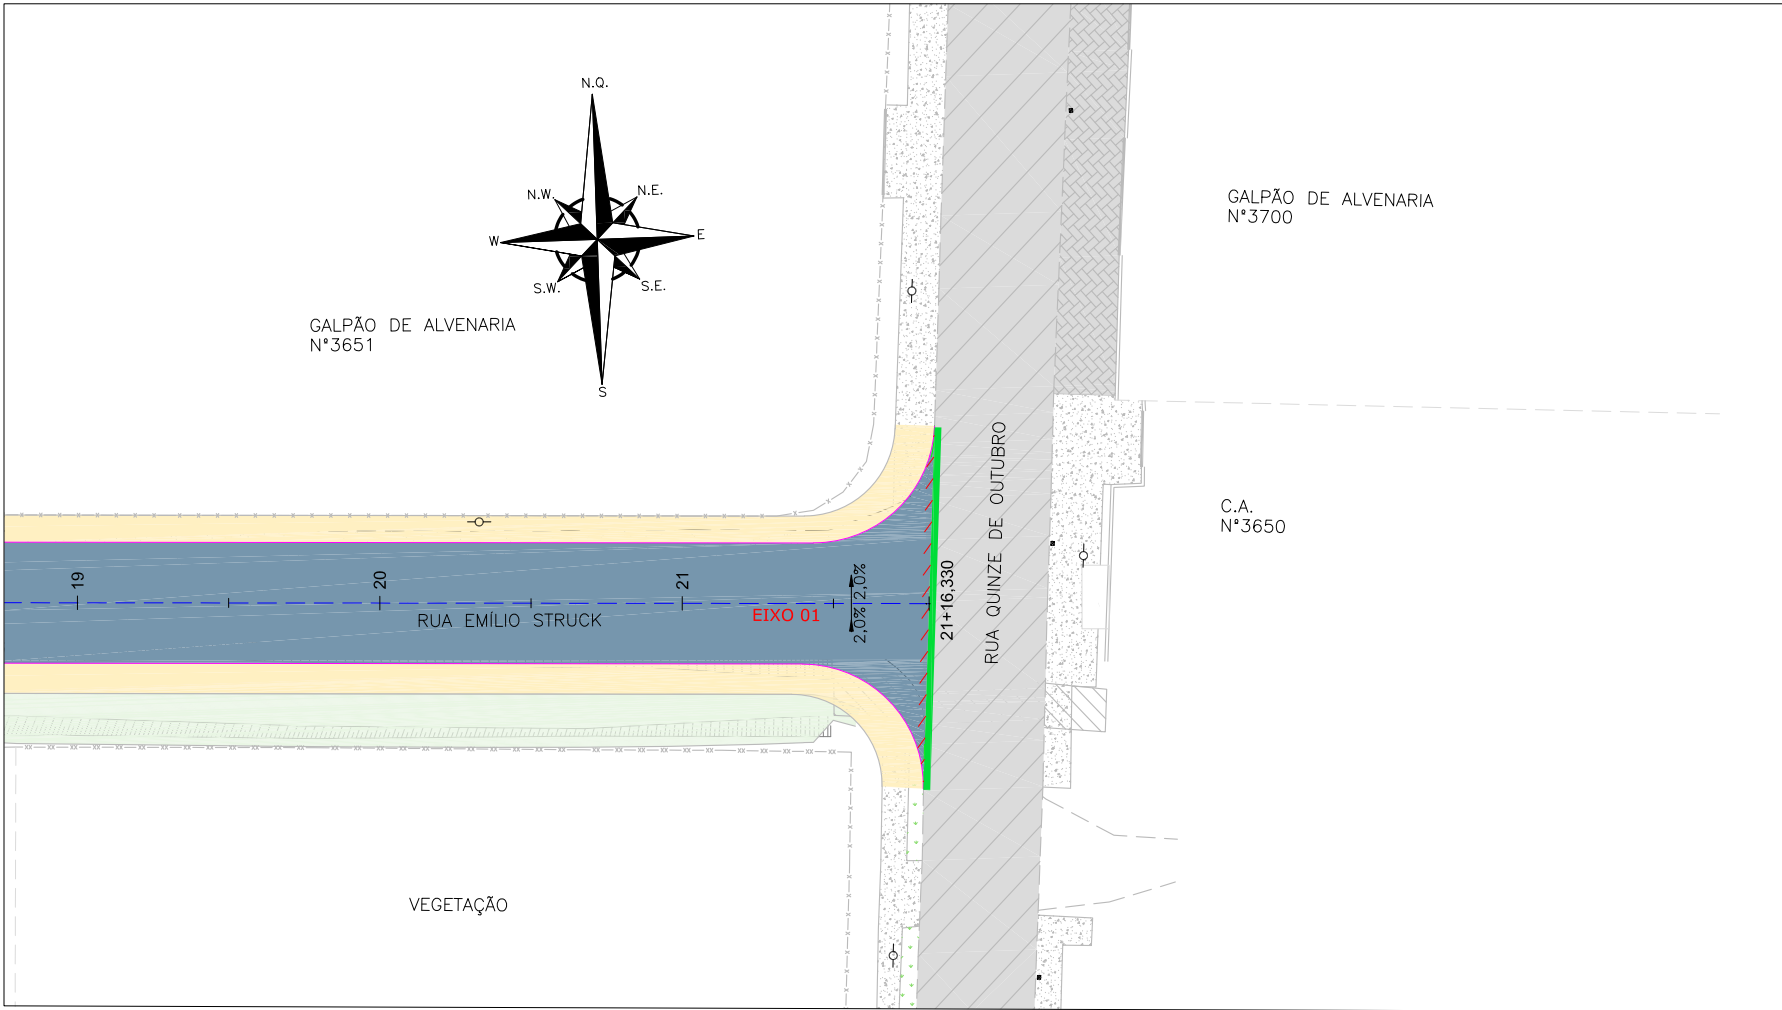 N.Q.
N.W.
N.E.
W
E
S.W.
S.E.
S
GALPÃO DE ALVENARIA
N°3700
GALPÃO DE ALVENARIA
N°3651
RUA QUINZE DE OUTUBRO
C.A.
N°3650
19
20
21
2,0% 2,0%
21+16,330
EIXO 01
RUA EMÍLIO STRUCK
VEGETAÇÃO